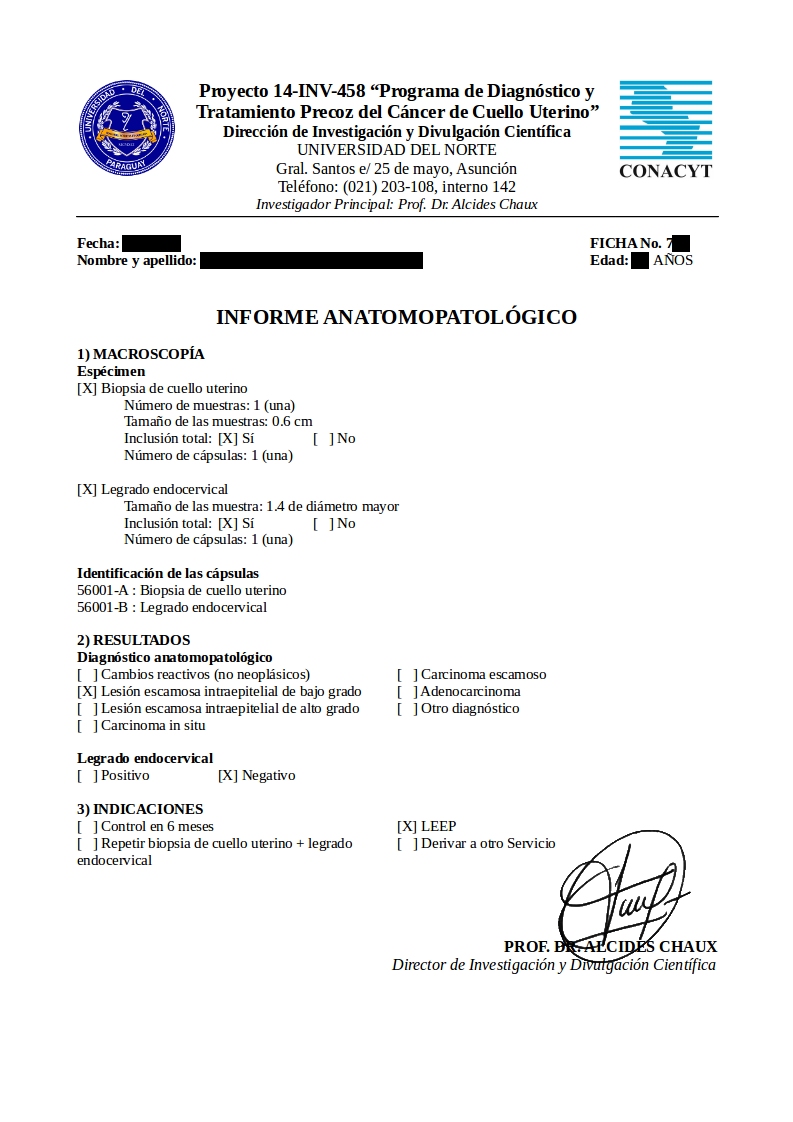 UNIVERSIDAD DEL NORTE
PARAGUAY
Proyecto 14-INV-458 “Programa de Diagnóstico y
Tratamiento Precoz del Cáncer de Cuello Uterino”
Dirección de Investigación y Divulgación Científica
UNIVERSIDAD DEL NORTE
Gral. Santos e/ 25 de mayo, Asunción
Teléfono: (021) 203-108, interno 142
Investigador Principal: Prof. Dr. Alcides Chaux
CONACYT
Fecha:
FICHA No. 7
Nombre y apellido:
Edad: AÑOS
INFORME ANATOMOPATOLÓGICO
1) MACROSCOPÍA
Espécimen
[X] Biopsia de cuello uterino
Número de muestras: 1 (una)
Tamaño de las muestras: 0.6 cm
Inclusión total: [X] Sí [ ] No
Número de cápsulas: 1 (una)
[X] Legrado endocervical
Tamaño de las muestra: 1.4 de diámetro mayor
Inclusión total: [X] Sí [ ] No
Número de cápsulas: 1 (una)
Identificación de las cápsulas
56001-A : Biopsia de cuello uterino
56001-B : Legrado endocervical
2) RESULTADOS
Diagnóstico anatomopatológico
[ ] Cambios reactivos (no neoplásicos) [ ] Carcinoma escamoso
[X] Lesión escamosa intraepitelial de bajo grado [ ] Adenocarcinoma
[ ] Lesión escamosa intraepitelial de alto grado [ ] Otro diagnóstico
[ ] Carcinoma in situ
Legrado endocervical
[ ] Positivo [X] Negativo
3) INDICACIONES
[ ] Control en 6 meses [X] LEEP
[ ] Repetir biopsia de cuello uterino + legrado [ ] Derivar a otro Servicio
endocervical
PROF. DR. ALCIDES CHAUX
Director de Investigación y Divulgación Científica